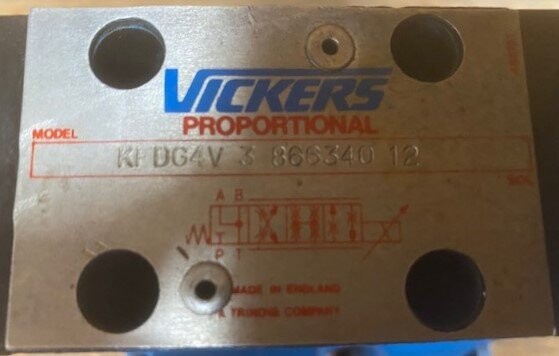 VICKERS
PROPORTIONAL
MODEL
KFDG4V 3 866340 12
A B
T
P T
MADE IN ENGLAND
A TRINOVA COMPANY